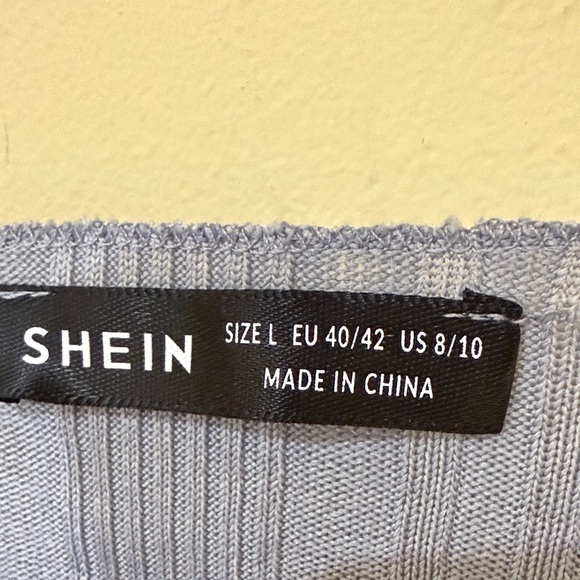 SHEIN
SIZE L EU 40/42 US 8/10
MADE IN CHINA